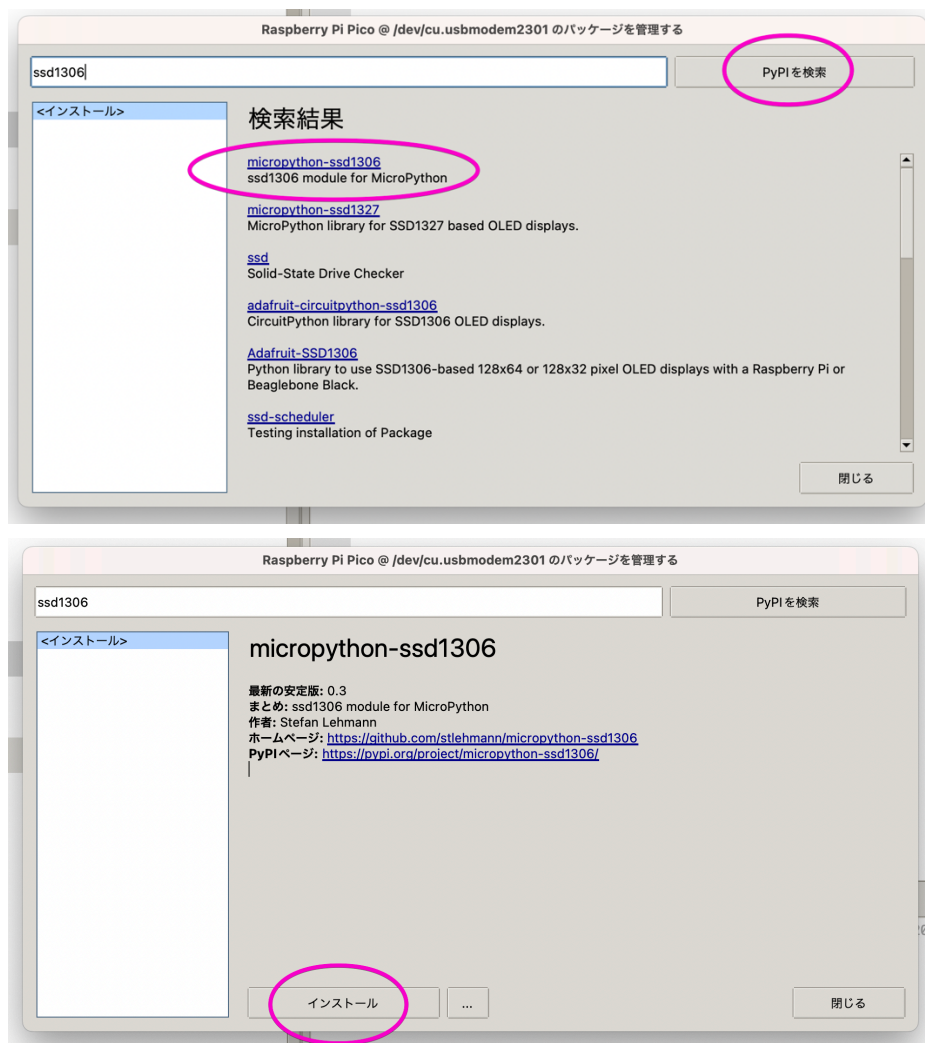 Raspberry Pi Pico @ /dev/cu.usbmodem2301 のパッケージを管理する
ssd1306
PyPIを検索
<インストール>
検索結果
micropython-ssd1306
ssd1306 module for MicroPython
micropython-ssd1327
MicroPython library for SSD1327 based OLED displays.
ssd
Solid-State Drive Checker
adafruit-circuitpython-ssd1306
CircuitPython library for SSD1306 OLED displays.
Adafruit-SSD1306
Python library to use SSD1306-based 128x64 or 128x32 pixel OLED displays with a Raspberry Pi or
Beaglebone Black.
ssd-scheduler
Testing installation of Package
閉じる
Raspberry Pi Pico @ /dev/cu.usbmodem2301 のパッケージを管理する
ssd1306
PyPIを検索
<インストール>
micropython-ssd1306
最新の安定版: 0.3
まとめ: ssd1306 module for MicroPython
作者: Stefan Lehmann
ホームページ: https://github.com/stlehmann/micropython-ssd1306
PyPIページ: https://pypi.org/project/micropython-ssd1306/
インストール
...
閉じる